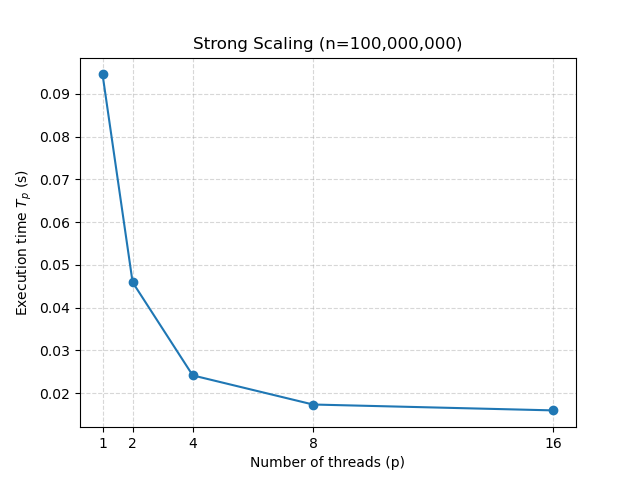 Strong Scaling (n=100,000,000)
Execution time Tp (s)
0.09
0.08
0.07
0.06
0.05
0.04
0.03
0.02
1 2 4 8 16
Number of threads (p)